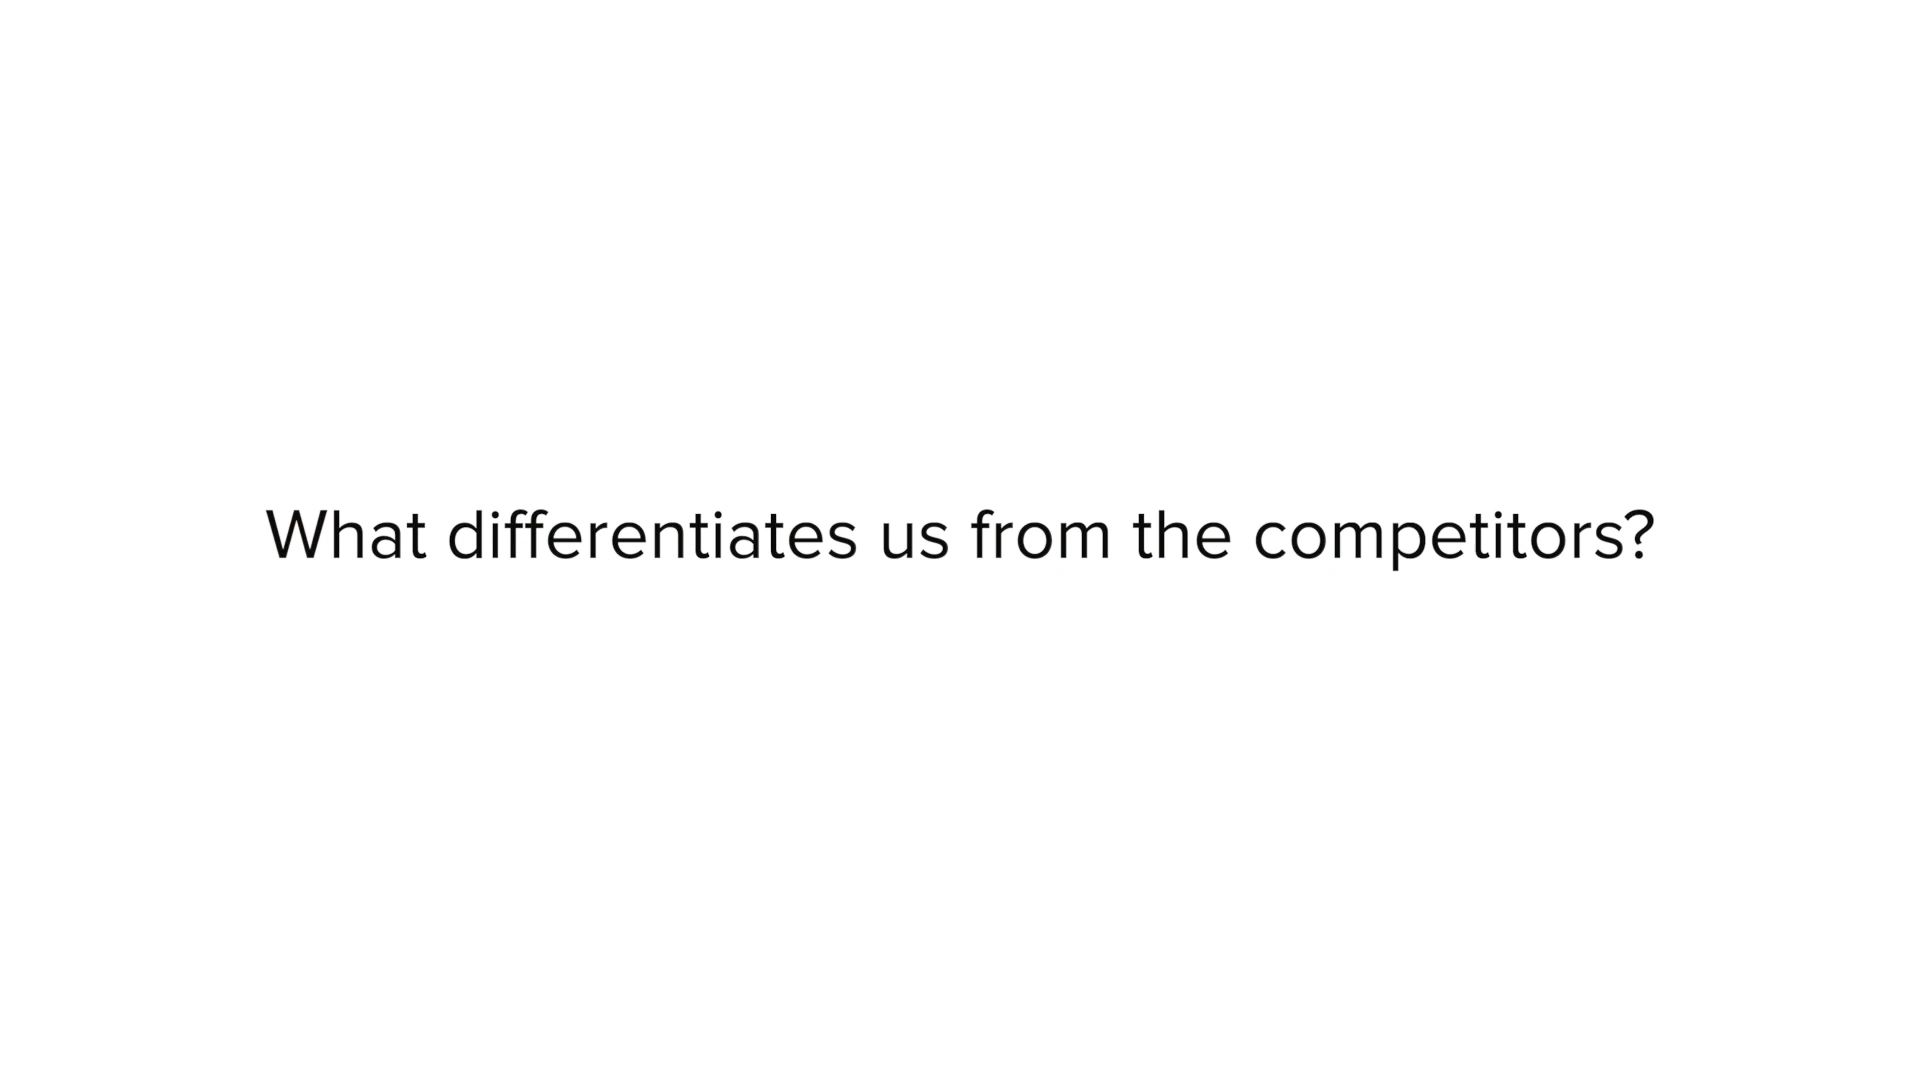 What differentiates us from the competitors?